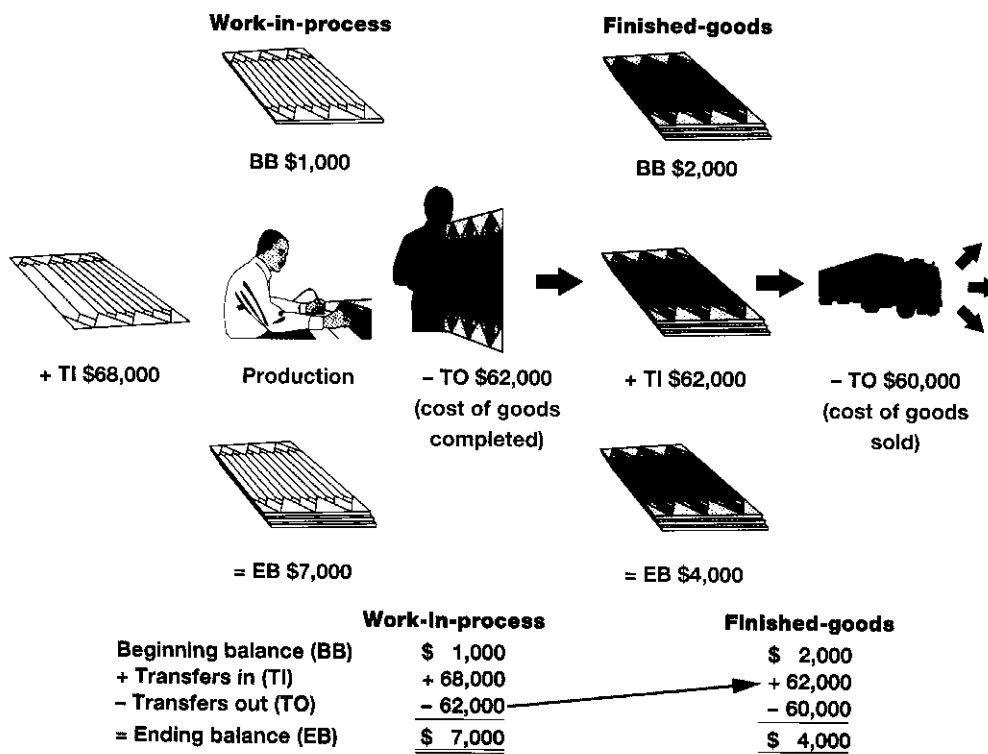 Work-in-process Finished-goods
BB $1,000 BB $2,000
+ TI $68,000 Production – TO $62,000 + TI $62,000 – TO $60,000
(cost of goods (cost of goods
completed) sold)
= EB $7,000 = EB $4,000
Work-in-process Finished-goods
Beginning balance (BB) $ 1,000 $ 2,000
+ Transfers in (TI) + 68,000 + 62,000
– Transfers out (TO) – 62,000 – 60,000
= Ending balance (EB) $ 7,000 $ 4,000